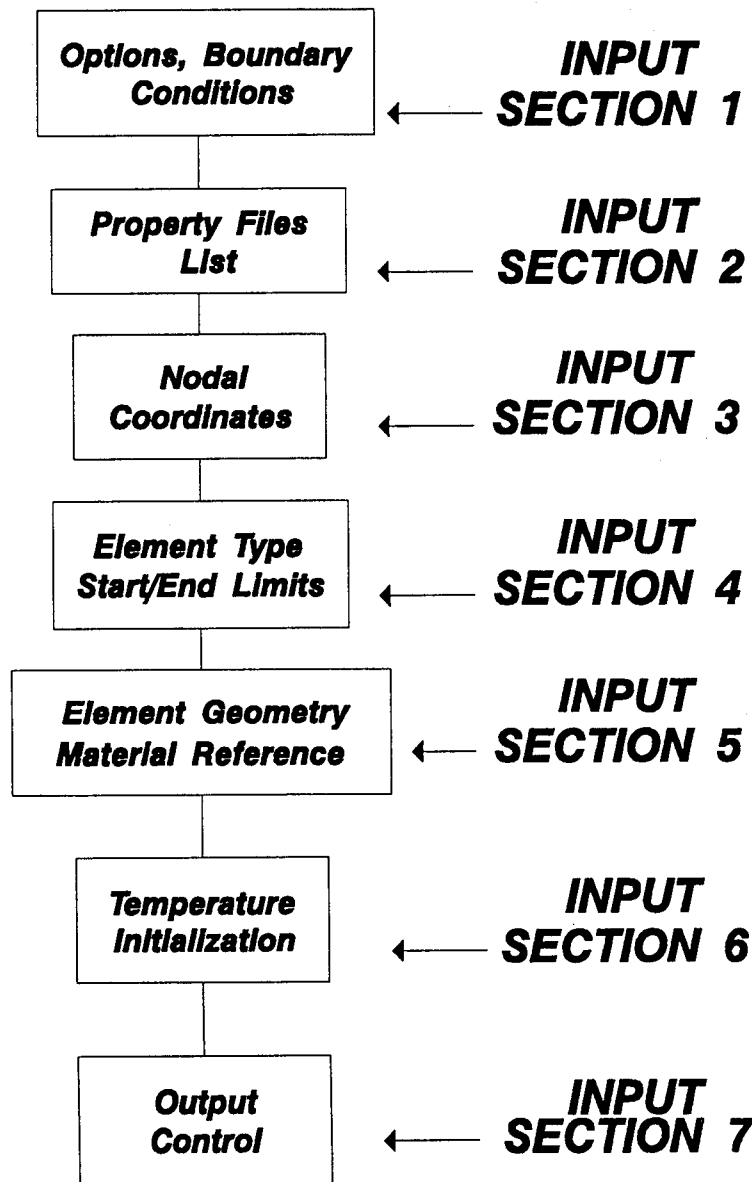 Options, Boundary
Conditions
INPUT
SECTION 1
Property Files
List
INPUT
SECTION 2
Nodal
Coordinates
INPUT
SECTION 3
Element Type
Start/End Limits
INPUT
SECTION 4
Element Geometry
Material Reference
INPUT
SECTION 5
Temperature
Initialization
INPUT
SECTION 6
Output
Control
INPUT
SECTION 7